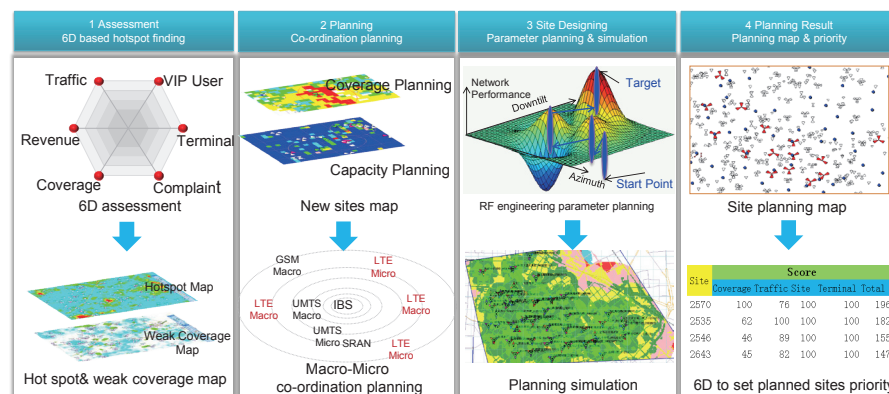 1 Assessment
6D based hotspot finding
Traffic
VIP User
Revenue
Terminal
Coverage
Complaint
6D assessment
Hotspot Map
Weak Coverage
Map
Hot spot& weak coverage map
2 Planning
Co-ordination planning
Coverage Planning
Capacity Planning
New sites map
GSM
Macro
LTE
Micro
LTE
Macro
UMTS
Macro
IBS
LTE
Macro
UMTS
Micro
SRAN
LTE
Micro
Macro-Micro
co-ordination planning
3 Site Designing
Parameter planning & simulation
Network
Performance
Target
Downtilt
Azimuth
Start Point
RF engineering parameter planning
Planning simulation
4 Planning Result
Planning map & priority
Site planning map
Site Score
Coverage Traffic Site Terminal Total
2570 100 76 100 100 196
2535 62 100 100 100 182
2546 46 89 100 100 155
2643 45 82 100 100 147
6D to set planned sites priority